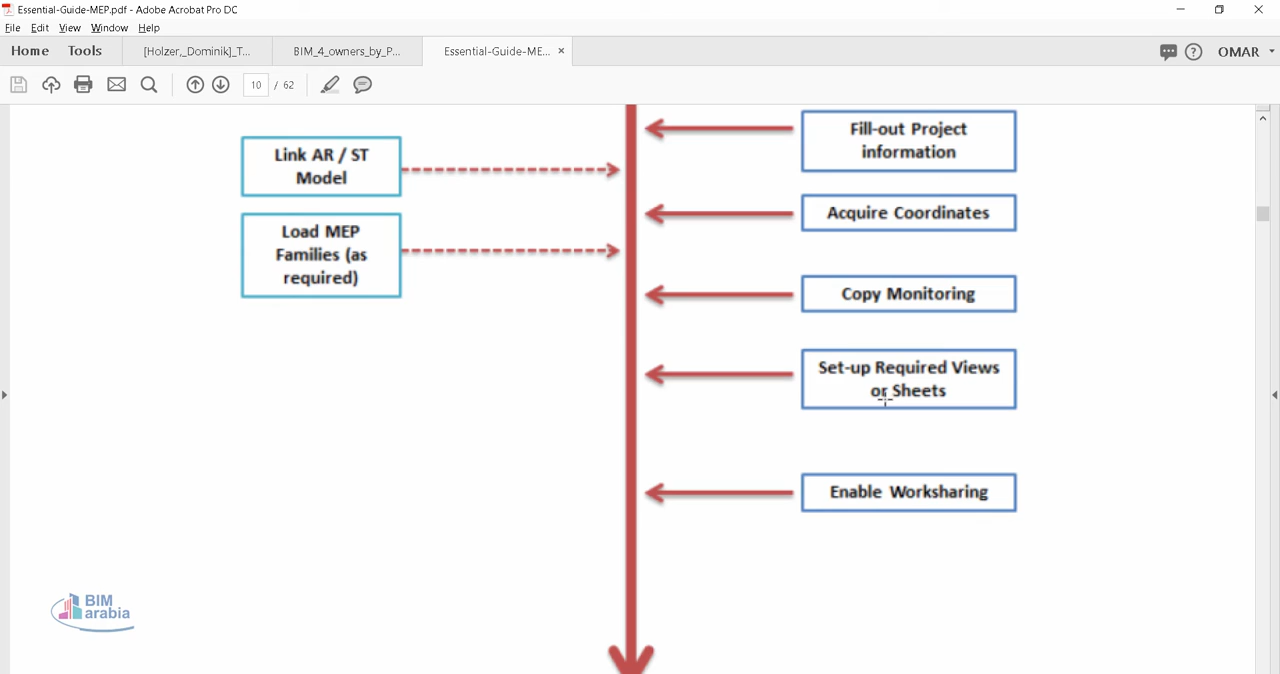 Essential-Guide-MEP.pdf - Adobe Acrobat Pro DC
File Edit View Window Help
Home Tools [Holzer,_Dominik]_T... BIM_4_owners_by_P... Essential-Guide-ME... ×
OMAR
10 / 62
Fill-out Project
information
Link AR / ST
Model
Acquire Coordinates
Load MEP
Families (as
required)
Copy Monitoring
Set-up Required Views
or Sheets
Enable Worksharing
BIM
arabia